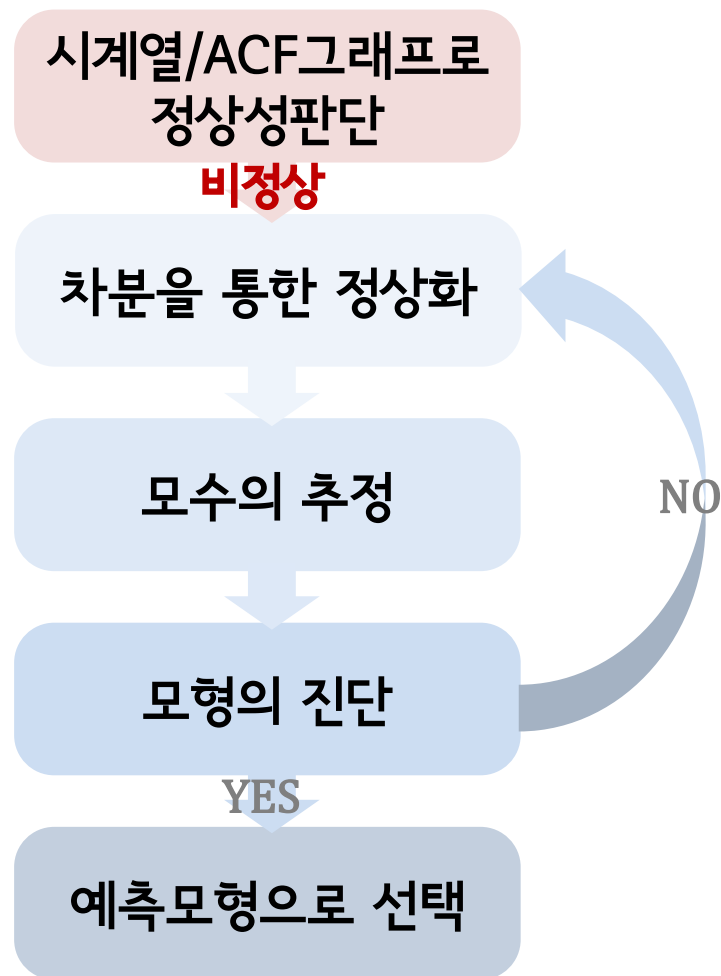 시계열/ACF그래프로
정상성판단
비정상
차분을 통한 정상화
모수의 추정
NO
모형의 진단
YES
예측모형으로 선택